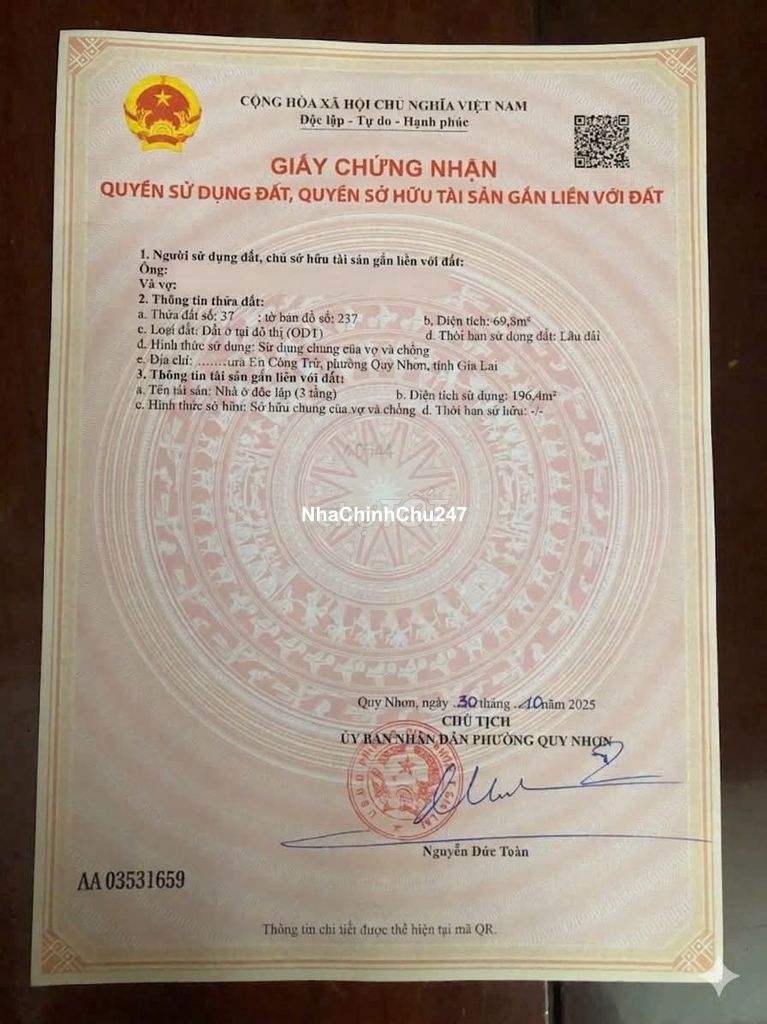 CỘNG HÒA XÃ HỘI CHỦ NGHĨA VIỆT NAM
Độc lập - Tự do - Hạnh phúc
GIẤY CHỨNG NHẬN
QUYỀN SỬ DỤNG ĐẤT, QUYỀN SỞ HỮU TÀI SẢN GẮN LIỀN VỚI ĐẤT
1. Người sử dụng đất, chủ sở hữu tài sản gắn liền với đất:
Ông:
Và vợ:
2. Thông tin thửa đất:
a. Thửa đất số: 37 : tờ bản đồ số: 237 b. Diện tích: 69,8m²
c. Loại đất: Đất ở tại đô thị (ODT) d. Thời hạn sử dụng đất: Lâu dài
đ. Hình thức sử dụng: Sử dụng chung của vợ và chồng
e. Địa chỉ: Công Trứ, phường Quy Nhơn, tỉnh Gia Lai
3. Thông tin tài sản gắn liền với đất:
a. Tên tài sản: Nhà ở độc lập (3 tầng) b. Diện tích sử dụng: 196,4m²
c. Hình thức sở hữu: Sở hữu chung của vợ và chồng d. Thời hạn sử hữu: -/-
NhaChinhChu247
Quy Nhơn, ngày 30 tháng 10 năm 2025
CHỦ TỊCH
ỦY BAN NHÂN DÂN PHƯỜNG QUY NHƠN
Nguyễn Đức Toàn
AA 03531659
Thông tin chi tiết được thể hiện tại mã QR.